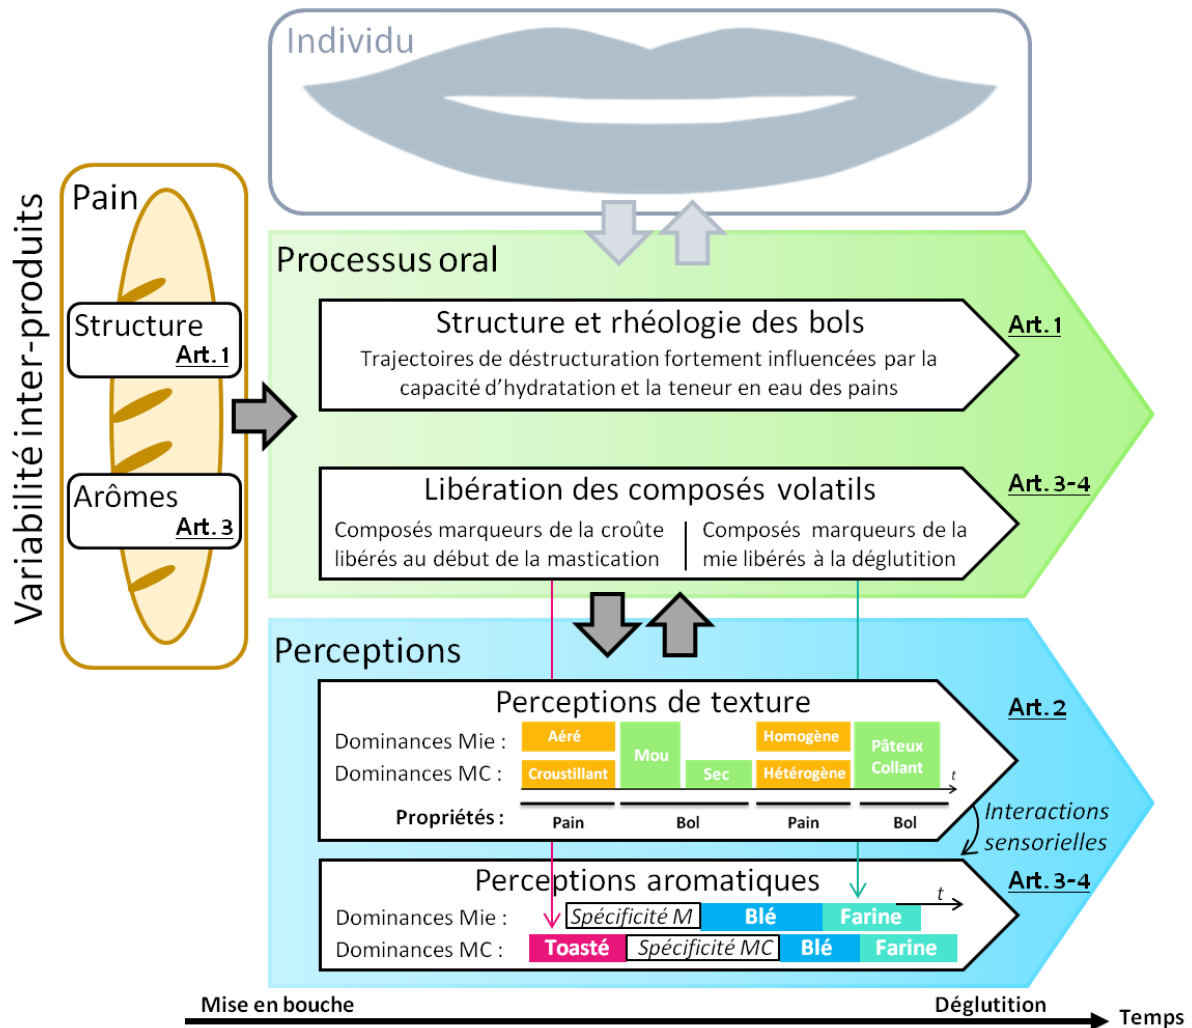 Individu
Variabilité inter-produits
Pain
Structure
Art. 1
Arômes
Art. 3
Processus oral
Structure et rhéologie des bols
Trajectoires de déstructuration fortement influencées par la
capacité d'hydratation et la teneur en eau des pains
Art. 1
Libération des composés volatils
Composés marqueurs de la croûte
libérés au début de la mastication
Composés marqueurs de la
mie libérés à la déglutition
Art. 3-4
Perceptions
Perceptions de texture
Art. 2
Dominances Mie :
Aéré
Mou
Homogène
Pâteux
Collant
Dominances MC :
Croustillant
Sec
Hétérogène
t
Propriétés :
Pain
Bol
Pain
Bol
Interactions
sensorielles
Perceptions aromatiques
Art. 3-4
t
Dominances Mie :
Spécificité M
Blé
Farine
Dominances MC :
Toasté
Spécificité MC
Blé
Farine
Mise en bouche
Déglutition
Temps